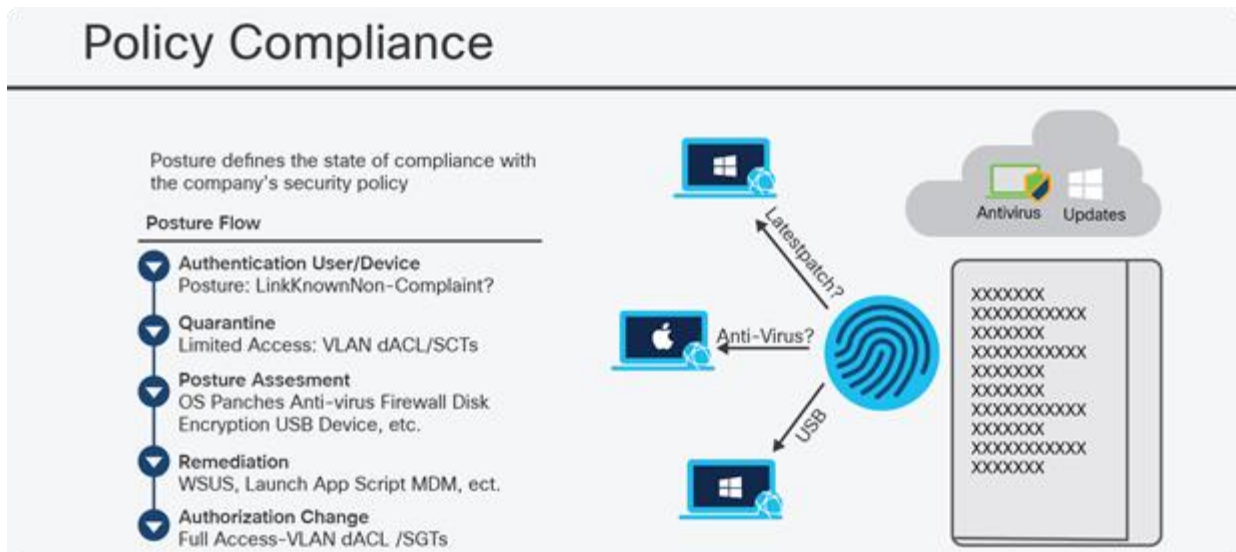 Policy Compliance
Posture defines the state of compliance with
the company's security policy
Posture Flow
Authentication User/Device
Posture: LinkKnownNon-Complaint?
Quarantine
Limited Access: VLAN dACL/SCTs
Posture Assesment
OS Panches Anti-virus Firewall Disk
Encryption USB Device, etc.
Remediation
WSUS, Launch App Script MDM, ect.
Authorization Change
Full Access-VLAN dACL /SGTs
Latestpatch?
Anti-Virus?
USB
Antivirus
Updates
XXXXXXX
XXXXXXXXXXX
XXXXXXX
XXXXXXXXXXX
XXXXXXX
XXXXXXX
XXXXXXXXXXX
XXXXXXX
XXXXXXXXXXX
XXXXXXX